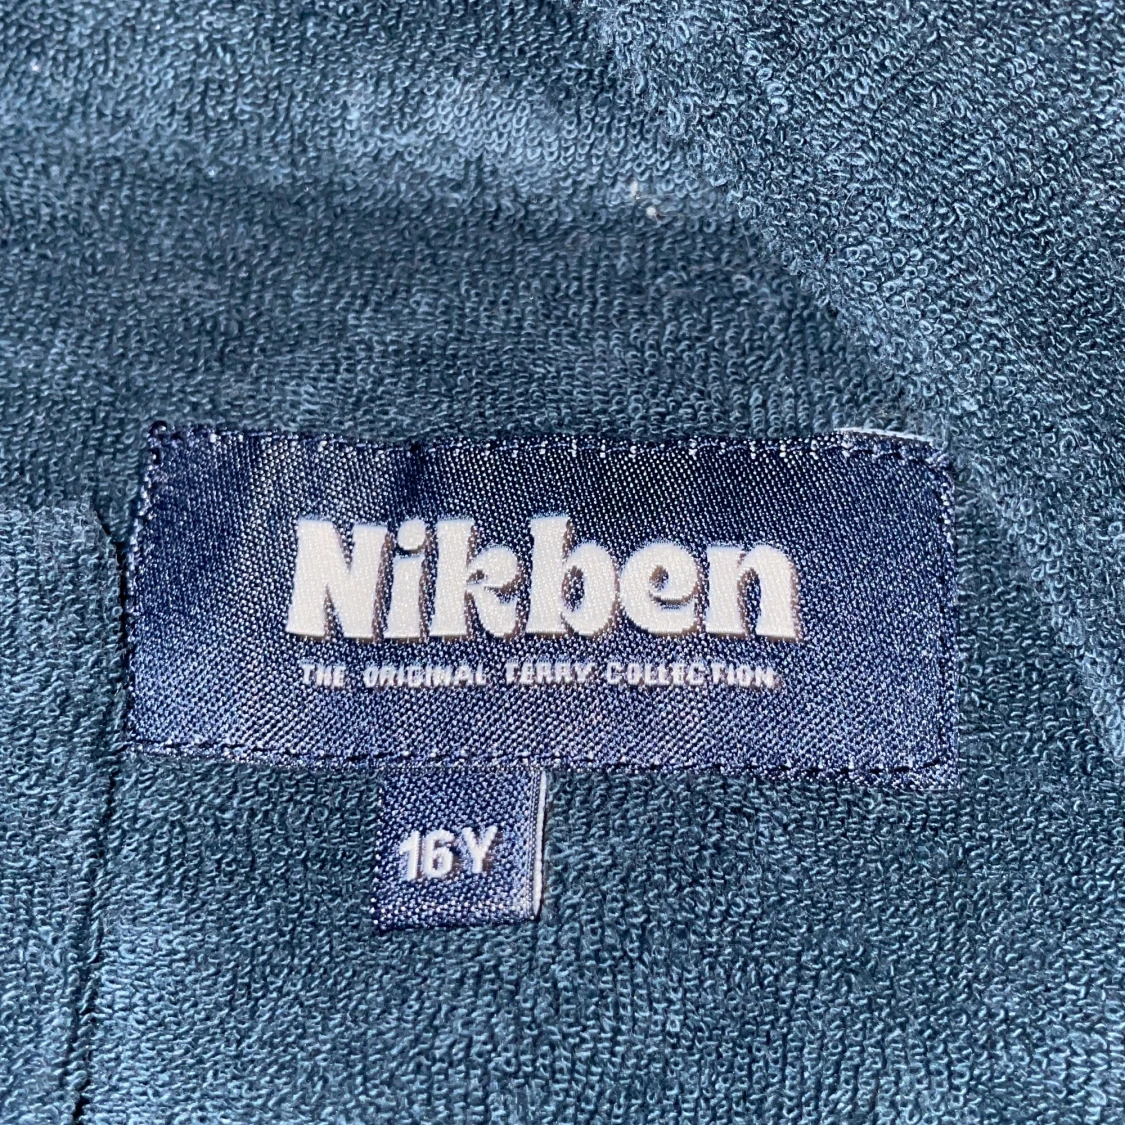 Nikben
THE ORIGINAL TERRY COLLECTION
16Y